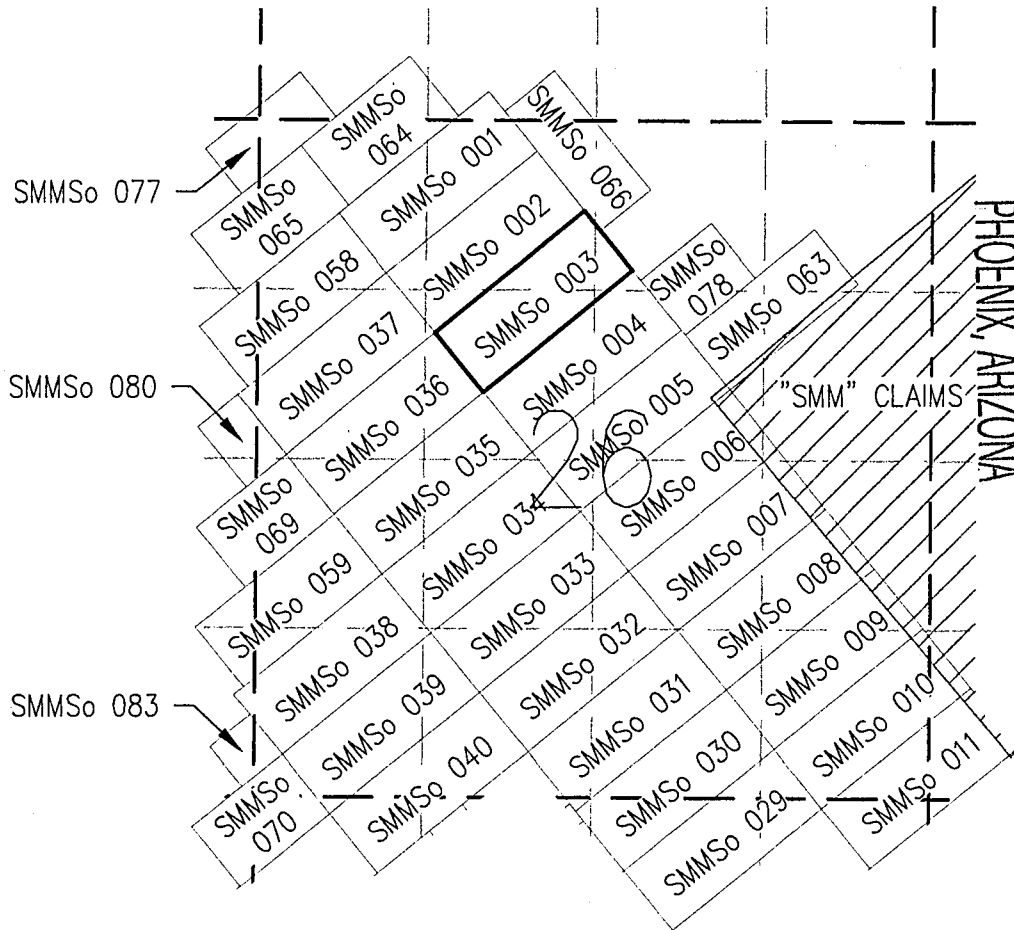 SMMSo 077
SMMSo 080
SMMSo 083
SMMSo
064
SMMSo
065
SMMSo 001
SMMSo 066
SMMSo 002
SMMSo 058
SMMSo 003
SMMSo 037
SMMSo
078
SMMSo 063
SMMSo 004
SMMSo 036
SMMSo 005
SMMSo 035
SMMSo
069
SMMSo 006
SMMSo 034
SMMSo 059
26
SMMSo 007
SMMSo 033
SMMSo 038
SMMSo 008
SMMSo 032
SMMSo 039
SMMSo 009
SMMSo 031
SMMSo 040
SMMSo
070
SMMSo 010
SMMSo 030
SMMSo 011
SMMSo 029
"SMM" CLAIMS
PHOENIX, ARIZONA